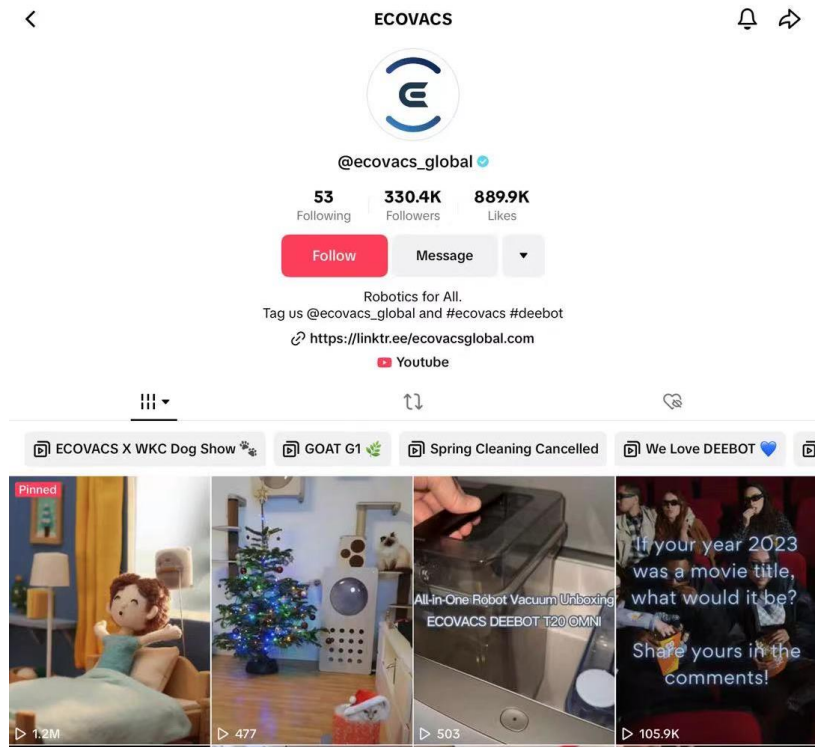 ECOVACS
@ecovacs_global
53 330.4K 889.9K
Following Followers Likes
Follow Message
Robotics for All.
Tag us @ecovacs_global and #ecovacs #deebot
https://linktr.ee/ecovacsglobal.com
Youtube
ECOVACS X WKC Dog Show 🐾 GOAT G1 🌿 Spring Cleaning Cancelled We Love DEEBOT 💙
Pinned
1.2M
477
All-in-One Robot Vacuum Unboxing
ECOVACS DEEBOT T20 OMNI
503
If your year 2023
was a movie title,
what would it be?
Share yours in the
comments!
105.9K